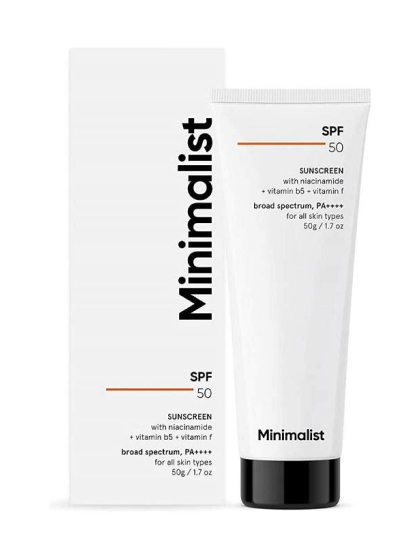 Minimalist
SPF
50
SUNSCREEN
with niacinamide
+ vitamin b5 + vitamin f
broad spectrum, PA++++
for all skin types
50g / 1.7 oz
SPF
50
SUNSCREEN
with niacinamide
+ vitamin b5 + vitamin f
broad spectrum, PA++++
for all skin types
50g / 1.7 oz
Minimalist